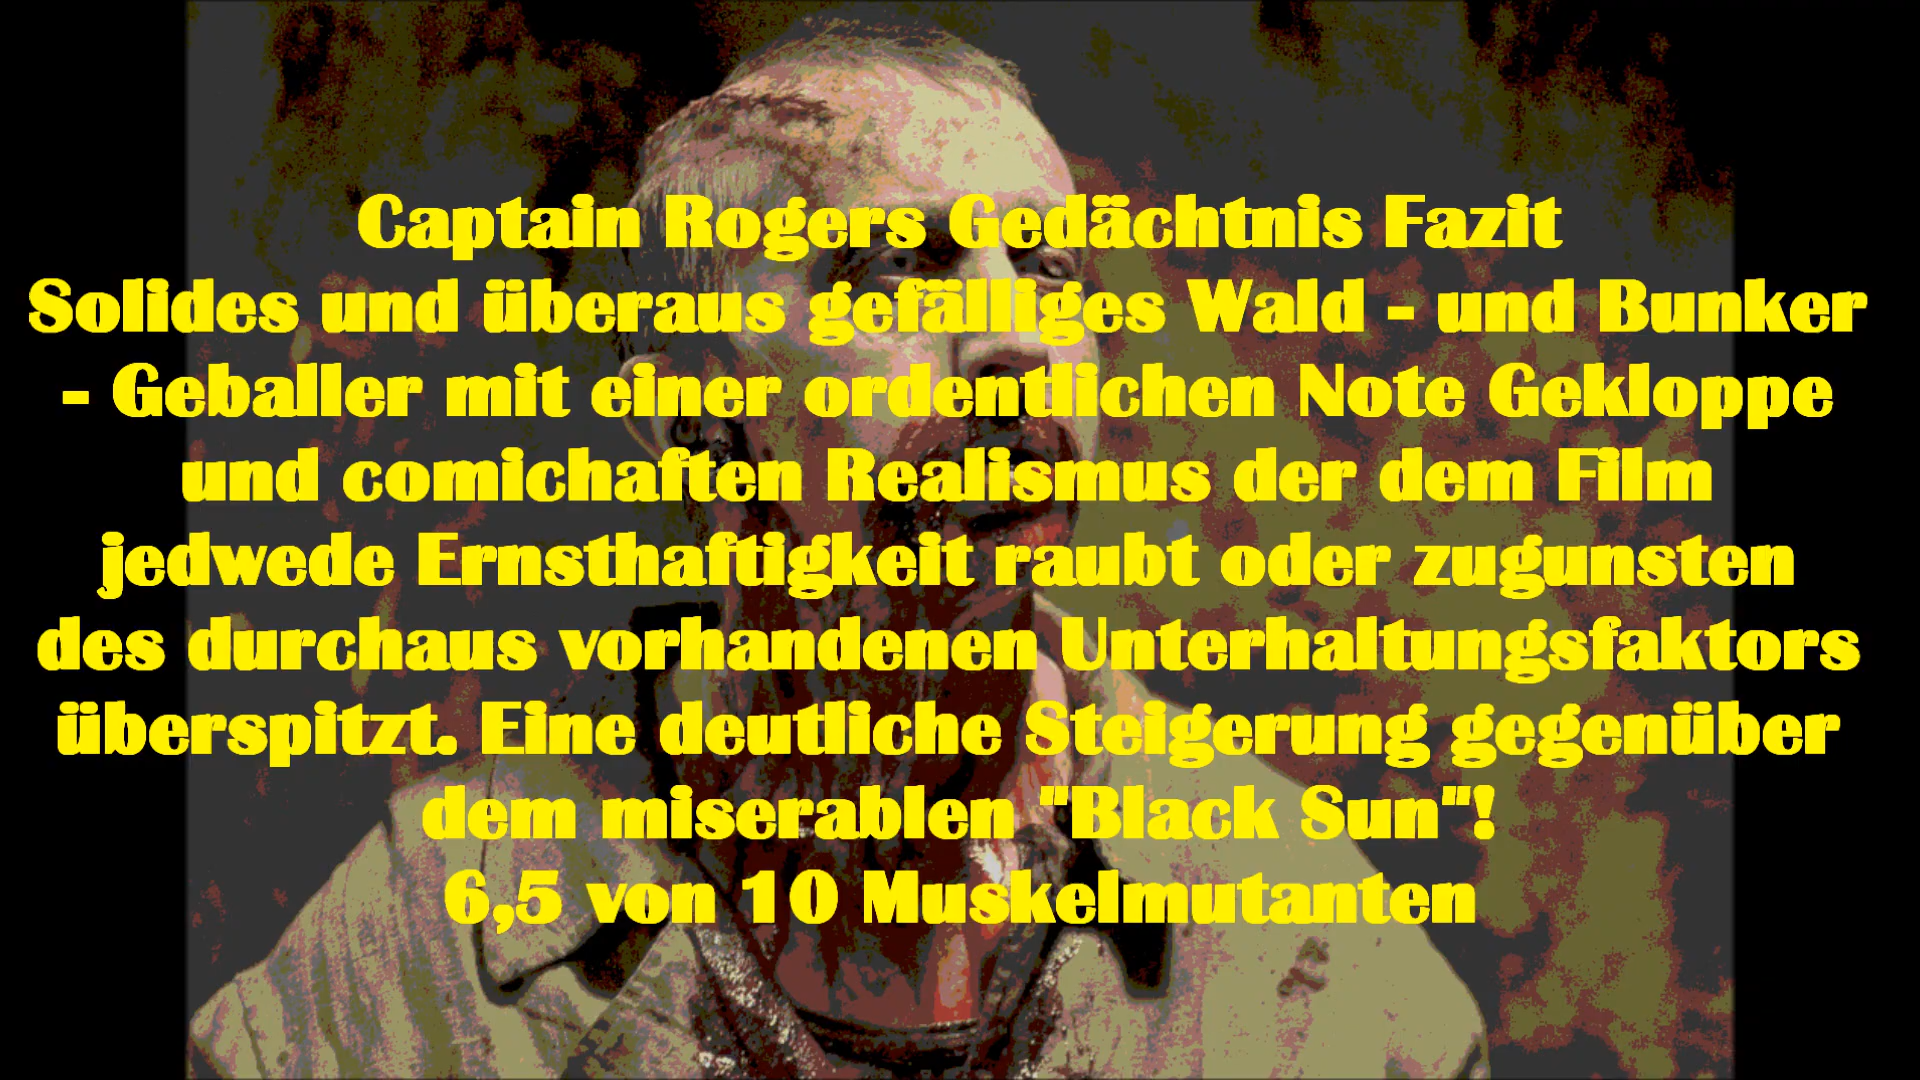 Captain Rogers Gedächtnis Fazit
Solides und überaus gefälliges Wald - und Bunker
- Geballer mit einer ordentlichen Note Gekloppe
und comichaften Realismus der dem Film
jedwede Ernsthaftigkeit raubt oder zugunsten
des durchaus vorhandenen Unterhaltungsfaktors
überspitzt. Eine deutliche Steigerung gegenüber
dem miserablen "Black Sun"!
6,5 von 10 Muskelmutanten